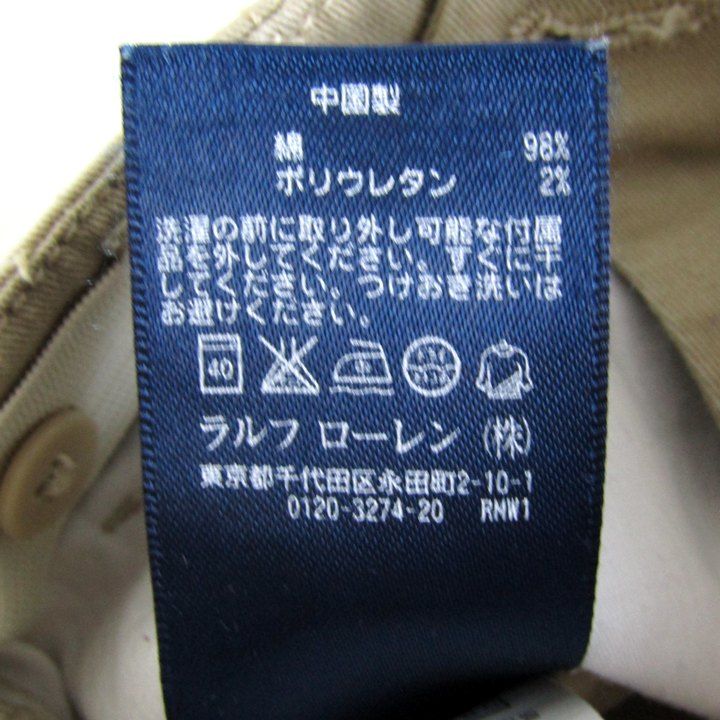 中国製
綿 98%
ポリウレタン 2%
洗濯の前に取り外し可能な付属
品を外してください。すぐに干
してください。つけおき洗いは
お避けください。
40
ラルフ ローレン (株)
東京都千代田区永田町2-10-1
0120-3274-20 RNW1